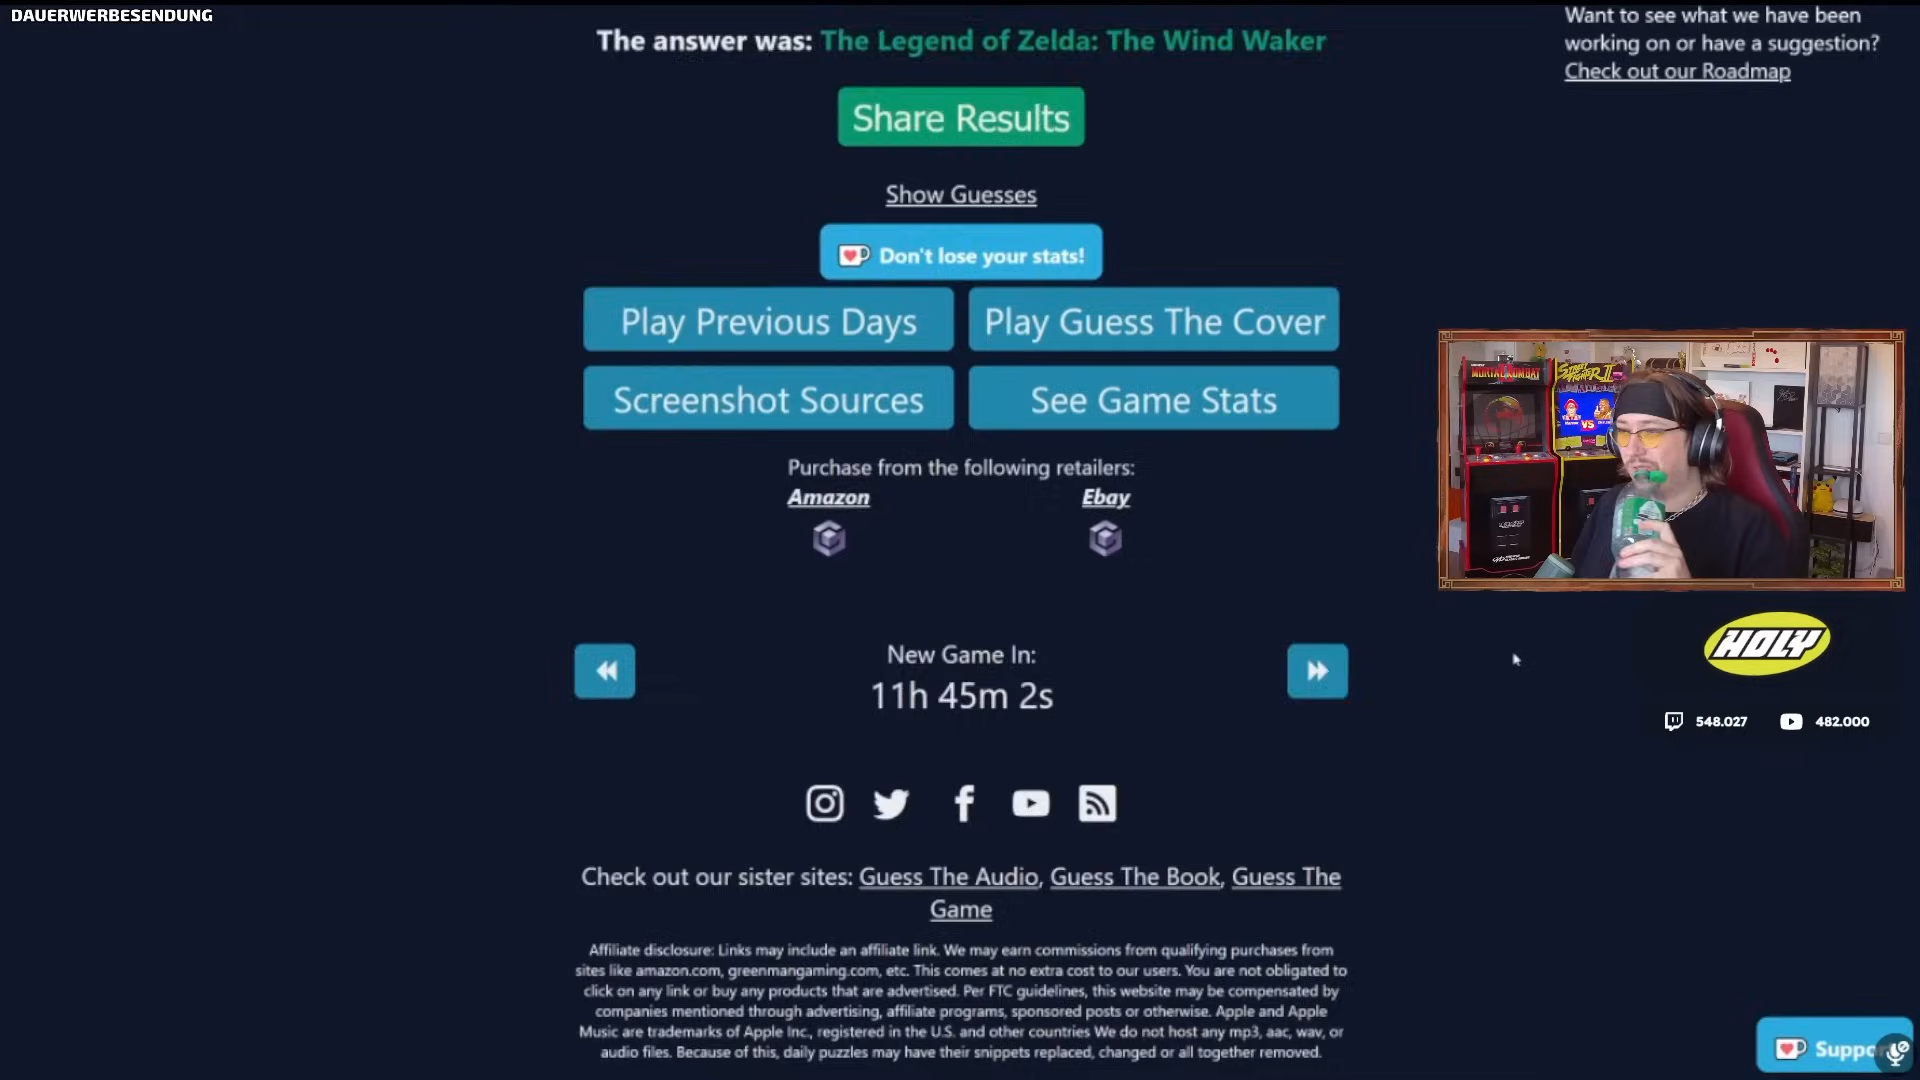 DAUERWERBESENDUNG
The answer was: The Legend of Zelda: The Wind Waker
Want to see what we have been
working on or have a suggestion?
Check out our Roadmap
Share Results
Show Guesses
Don't lose your stats!
Play Previous Days
Play Guess The Cover
Screenshot Sources
See Game Stats
Purchase from the following retailers:
Amazon
Ebay
MORTAL KOMBAT
STREET FIGHTER II
VS
HOLY
New Game In:
11h 45m 2s
548.027
482.000
Check out our sister sites: Guess The Audio, Guess The Book, Guess The
Game
Affiliate disclosure: Links may include an affiliate link. We may earn commissions from qualifying purchases from
sites like amazon.com, greenmangaming.com, etc. This comes at no extra cost to our users. You are not obligated to
click on any link or buy any products that are advertised. Per FTC guidelines, this website may be compensated by
companies mentioned through advertising, affiliate programs, sponsored posts or otherwise. Apple and Apple
Music are trademarks of Apple Inc., registered in the U.S. and other countries We do not host any mp3, aac, wav, or
audio files. Because of this, daily puzzles may have their snippets replaced, changed or all together removed.